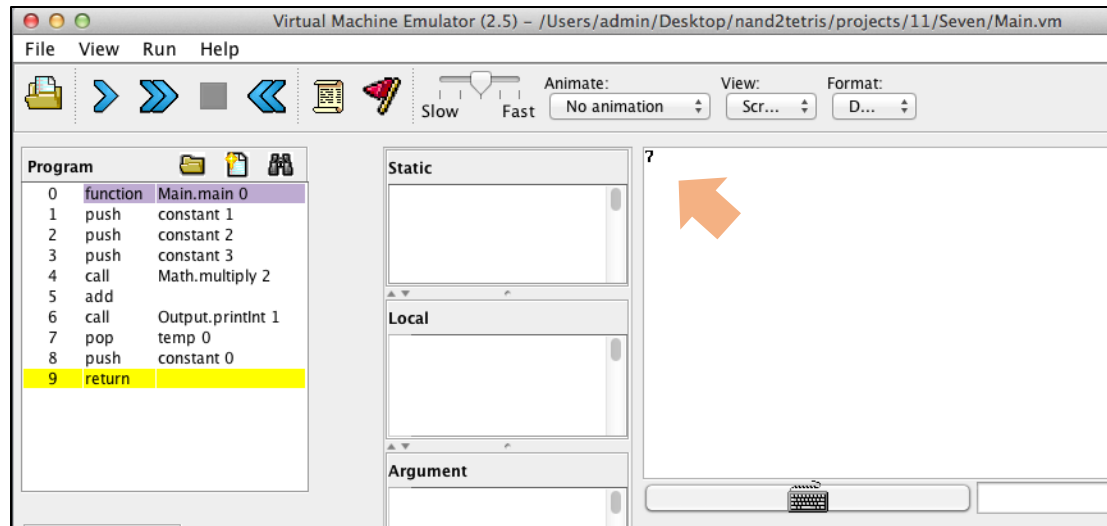 Virtual Machine Emulator (2.5) – /Users/admin/Desktop/nand2tetris/projects/11/Seven/Main.vm
File View Run Help
Animate: View: Format:
Slow Fast No animation Scr... D...
Program
0 function Main.main 0
1 push constant 1
2 push constant 2
3 push constant 3
4 call Math.multiply 2
5 add
6 call Output.printInt 1
7 pop temp 0
8 push constant 0
9 return
Static
Local
Argument
7